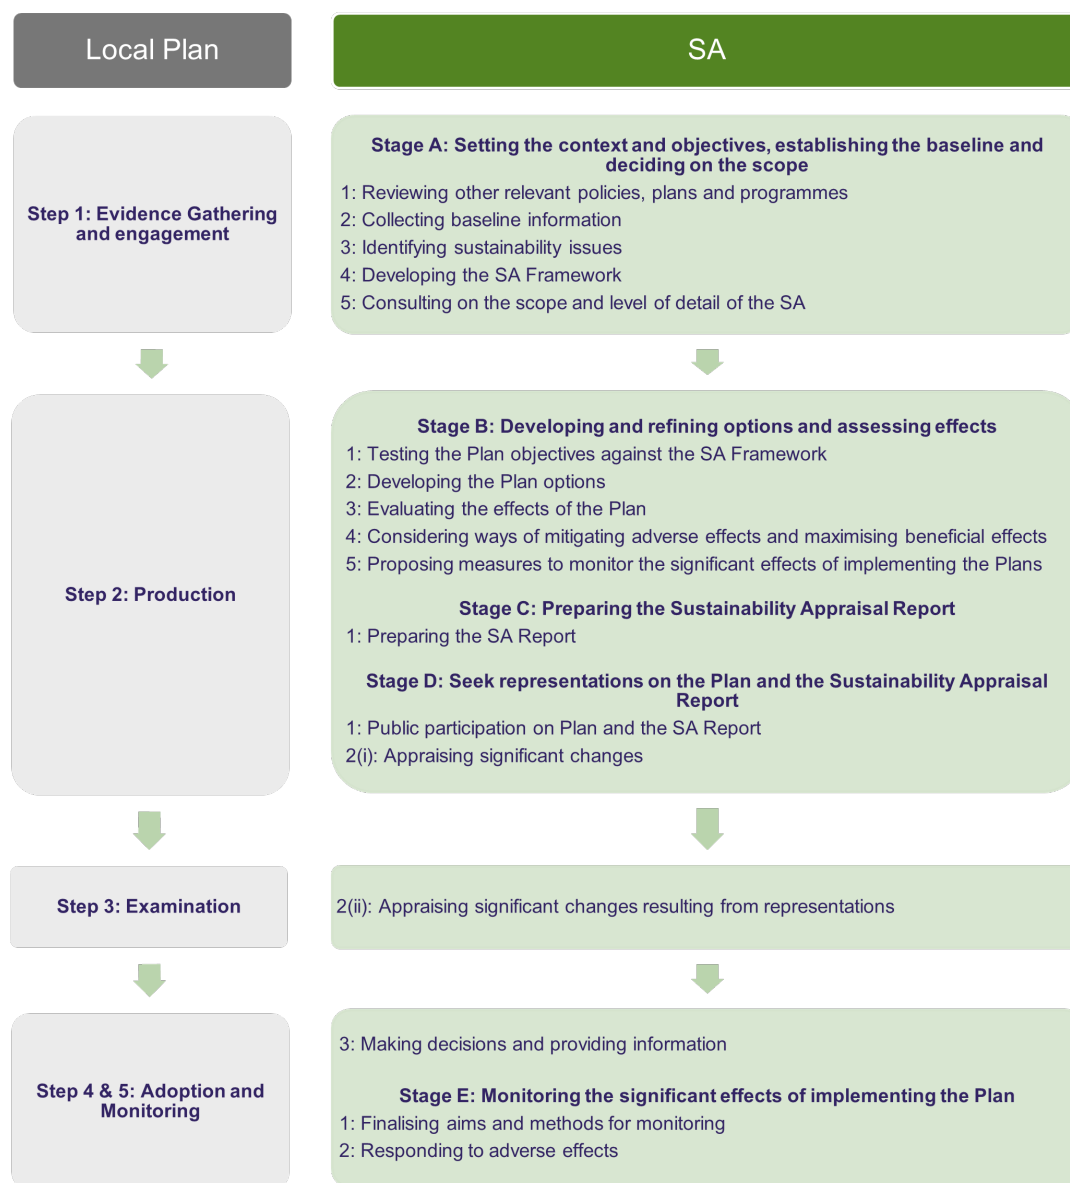 Local Plan
SA
Step 1: Evidence Gathering
and engagement
Stage A: Setting the context and objectives, establishing the baseline and
deciding on the scope
1: Reviewing other relevant policies, plans and programmes
2: Collecting baseline information
3: Identifying sustainability issues
4: Developing the SA Framework
5: Consulting on the scope and level of detail of the SA
Step 2: Production
Stage B: Developing and refining options and assessing effects
1: Testing the Plan objectives against the SA Framework
2: Developing the Plan options
3: Evaluating the effects of the Plan
4: Considering ways of mitigating adverse effects and maximising beneficial effects
5: Proposing measures to monitor the significant effects of implementing the Plans
Stage C: Preparing the Sustainability Appraisal Report
1: Preparing the SA Report
Stage D: Seek representations on the Plan and the Sustainability Appraisal
Report
1: Public participation on Plan and the SA Report
2(i): Appraising significant changes
Step 3: Examination
2(ii): Appraising significant changes resulting from representations
Step 4 & 5: Adoption and
Monitoring
3: Making decisions and providing information
Stage E: Monitoring the significant effects of implementing the Plan
1: Finalising aims and methods for monitoring
2: Responding to adverse effects